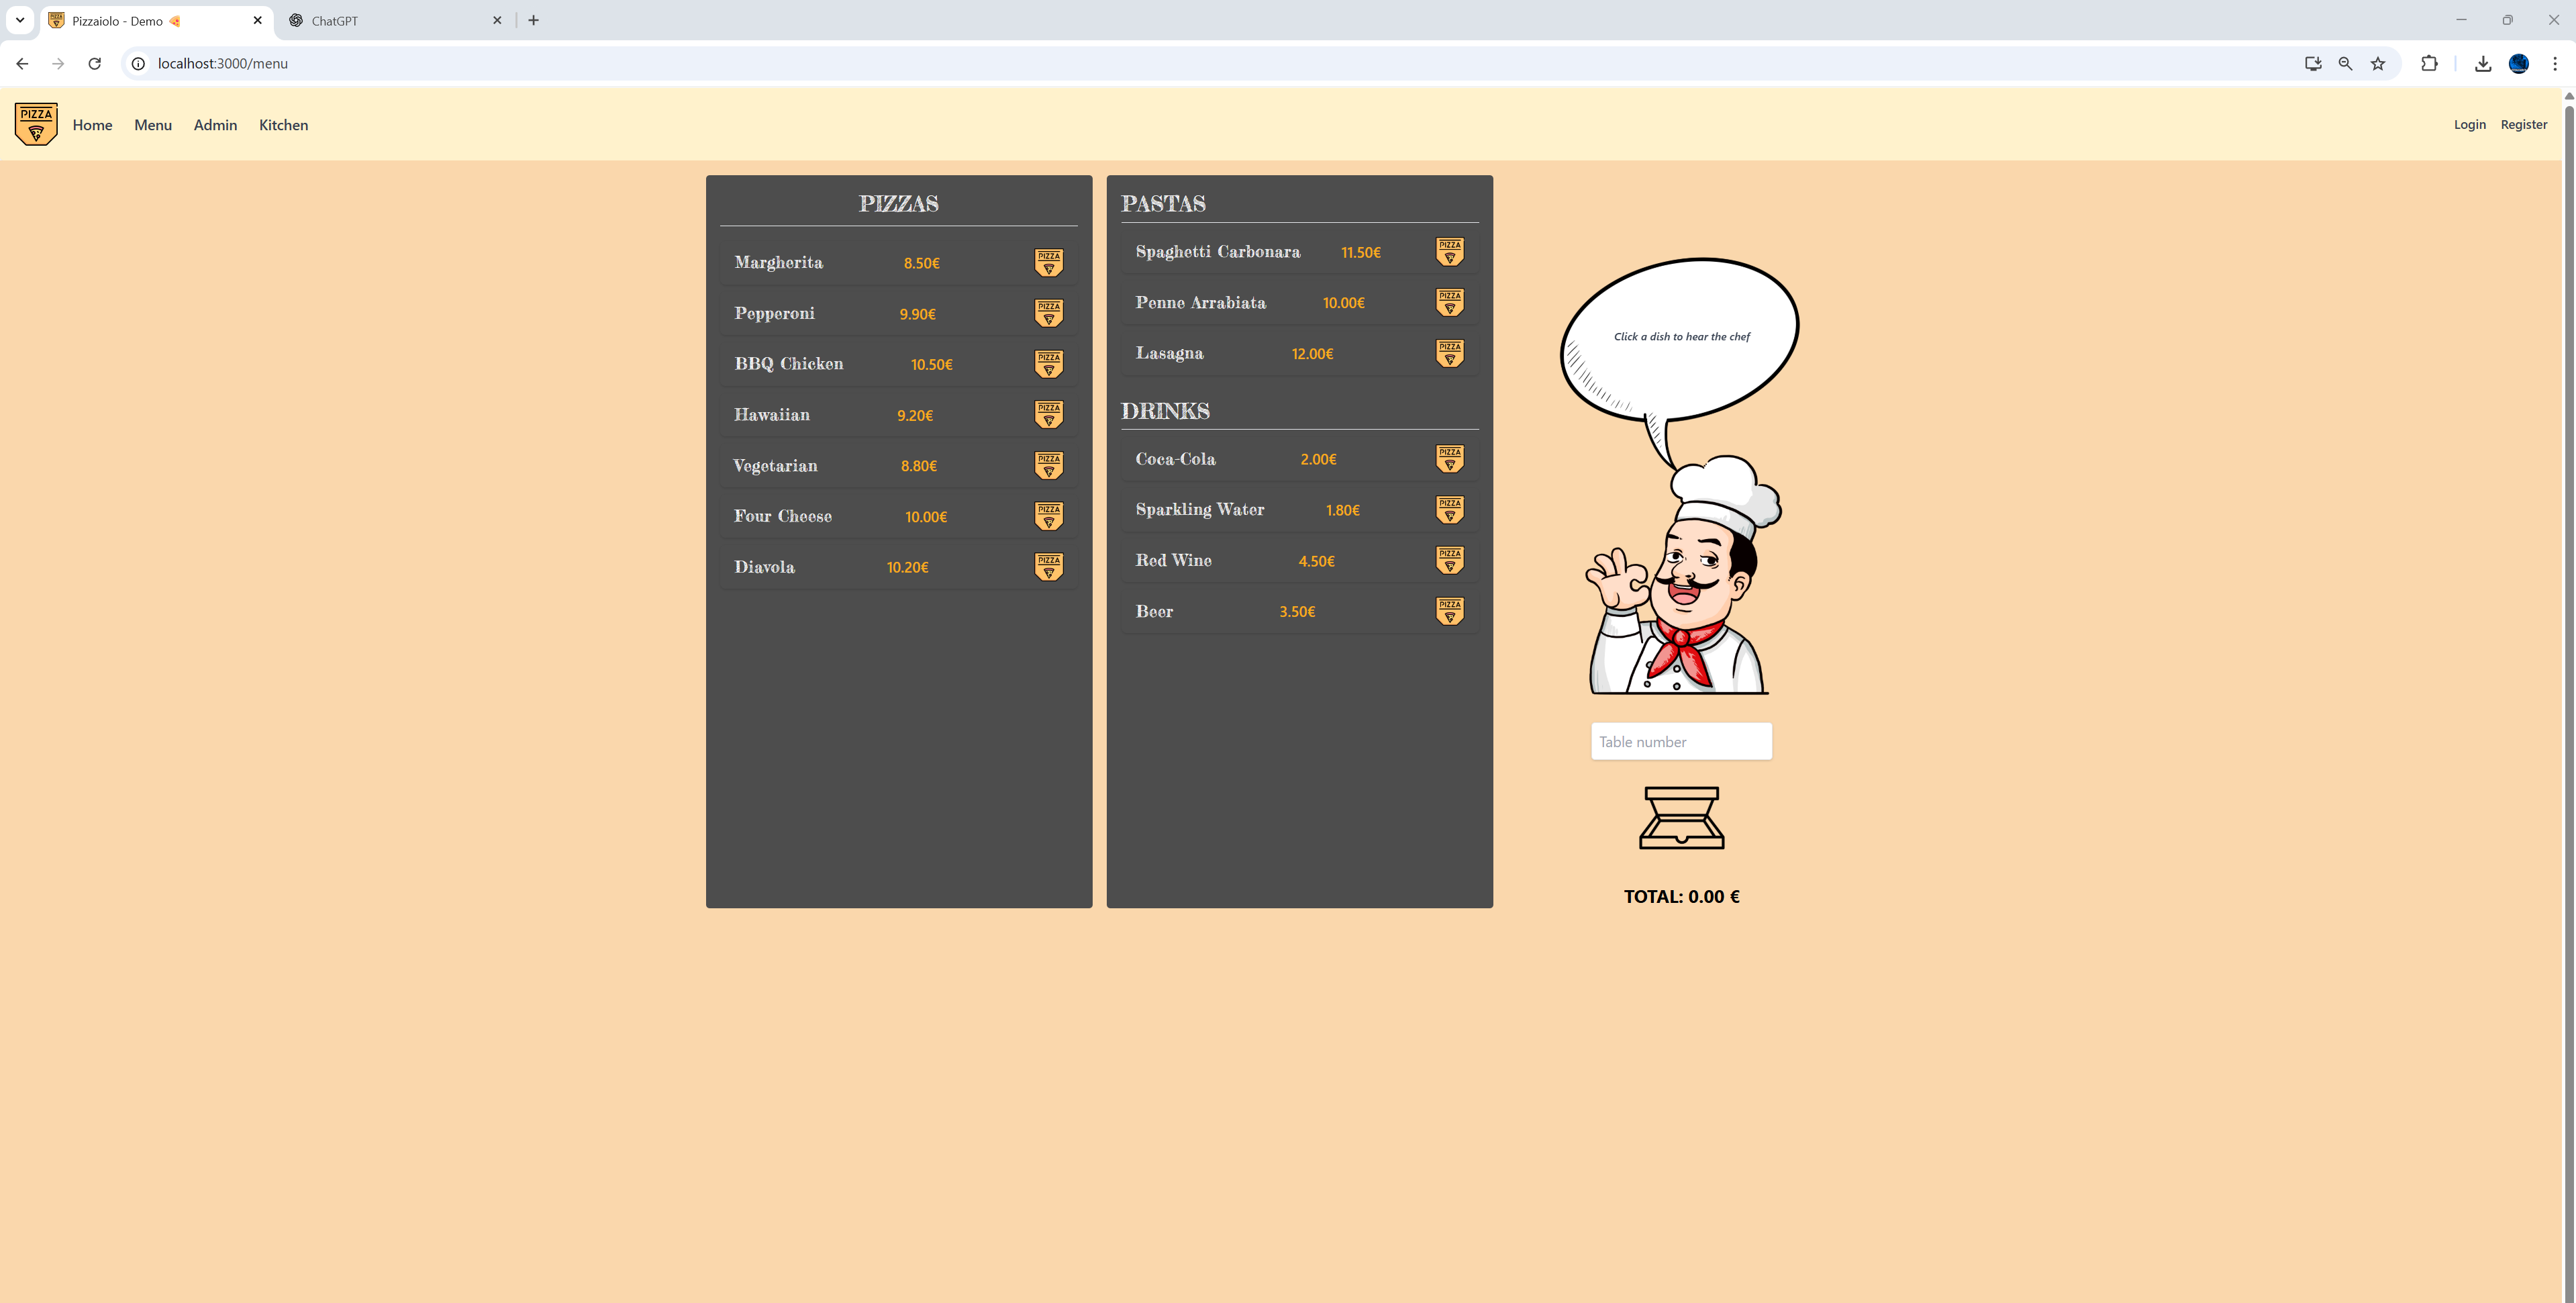 Pizzaiolo - Demo 🍕
ChatGPT
localhost:3000/menu
PIZZA
Home
Menu
Admin
Kitchen
Login
Register
PIZZAS
Margherita 8.50€ PIZZA
Pepperoni 9.90€ PIZZA
BBQ Chicken 10.50€ PIZZA
Hawaiian 9.20€ PIZZA
Vegetarian 8.80€ PIZZA
Four Cheese 10.00€ PIZZA
Diavola 10.20€ PIZZA
PASTAS
Spaghetti Carbonara 11.50€ PIZZA
Penne Arrabiata 10.00€ PIZZA
Lasagna 12.00€ PIZZA
DRINKS
Coca-Cola 2.00€ PIZZA
Sparkling Water 1.80€ PIZZA
Red Wine 4.50€ PIZZA
Beer 3.50€ PIZZA
Click a dish to hear the chef
Table number
TOTAL: 0.00 €